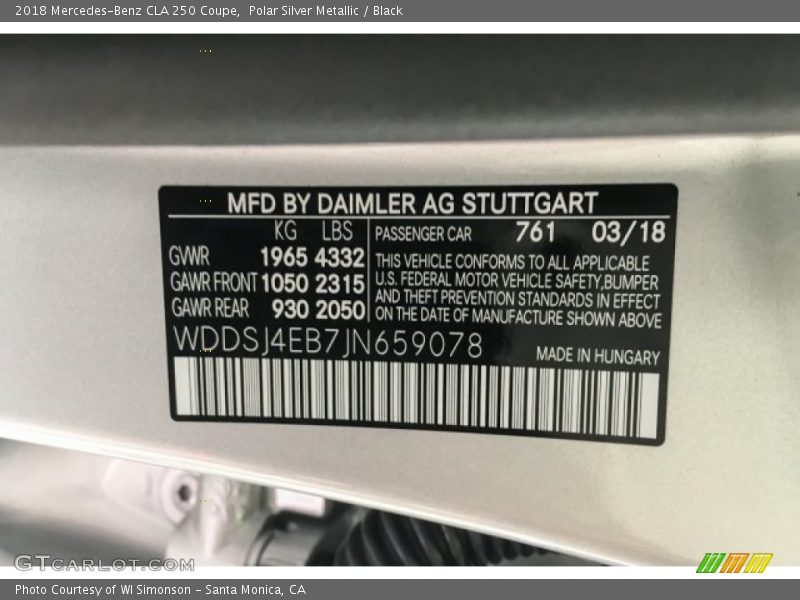 2018 Mercedes-Benz CLA 250 Coupe,  Polar Silver Metallic / Black
MFD BY DAIMLER AG STUTTGART
KG LBS
GVWR 1965 4332
GAWR FRONT 1050 2315
GAWR REAR 930 2050
PASSENGER CAR 761 03/18
THIS VEHICLE CONFORMS TO ALL APPLICABLE
U.S. FEDERAL MOTOR VEHICLE SAFETY,BUMPER
AND THEFT PREVENTION STANDARDS IN EFFECT
ON THE DATE OF MANUFACTURE SHOWN ABOVE
WDDSJ4EB7JN659078
MADE IN HUNGARY
GTCarLot.com
Photo Courtesy of WI Simonson - Santa Monica, CA